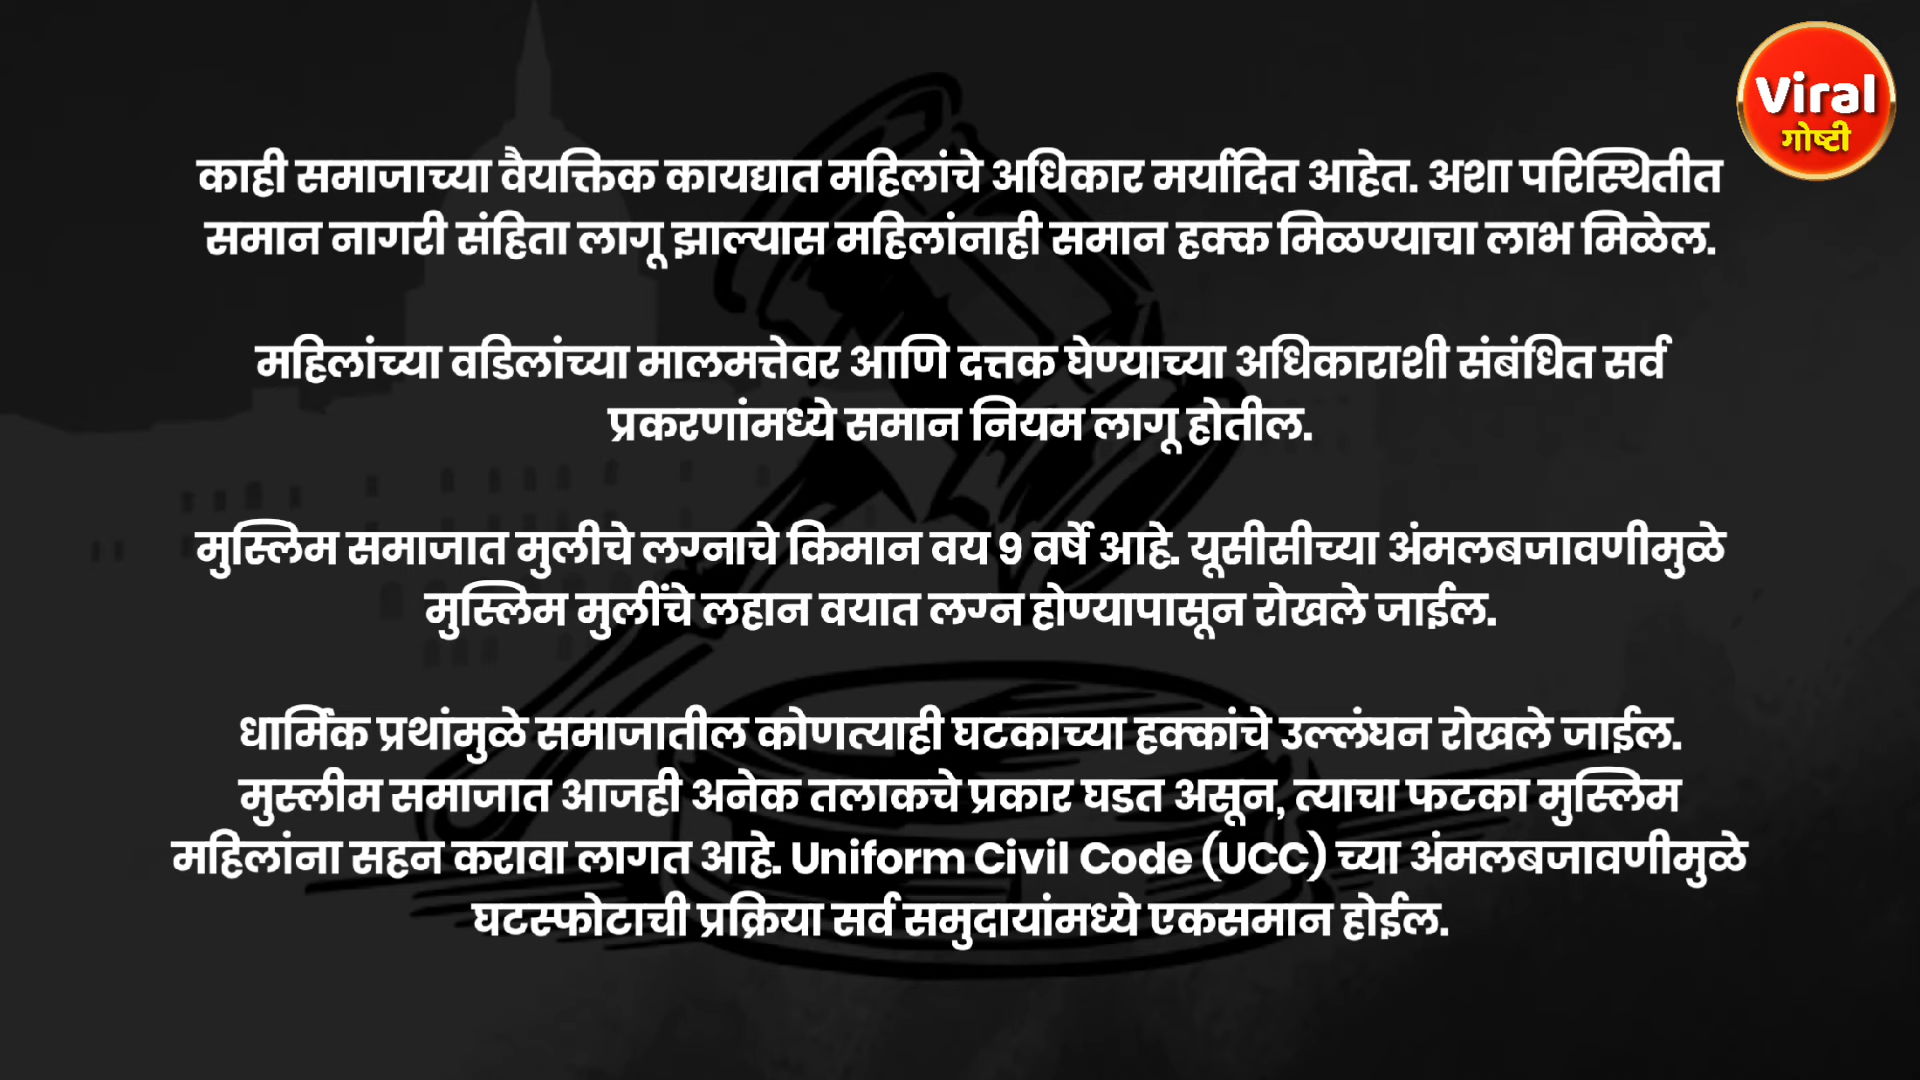 Viral
गोष्टी
काही समाजाच्या वैयक्तिक कायद्यात महिलांचे अधिकार मर्यादित आहेत. अशा परिस्थितीत
समान नागरी संहिता लागू झाल्यास महिलांनाही समान हक्क मिळण्याचा लाभ मिळेल.
महिलांच्या वडिलांच्या मालमत्तेवर आणि दत्तक घेण्याच्या अधिकाराशी संबंधित सर्व
प्रकरणांमध्ये समान नियम लागू होतील.
मुस्लिम समाजात मुलीचे लग्नाचे किमान वय ९ वर्षे आहे. यूसीसीच्या अंमलबजावणीमुळे
मुस्लिम मुलींचे लहान वयात लग्न होण्यापासून रोखले जाईल.
धार्मिक प्रथांमुळे समाजातील कोणत्याही घटकाच्या हक्कांचे उल्लंघन रोखले जाईल.
मुस्लीम समाजात आजही अनेक तलाकचे प्रकार घडत असून, त्याचा फटका मुस्लिम
महिलांना सहन करावा लागत आहे. Uniform Civil Code (UCC) च्या अंमलबजावणीमुळे
घटस्फोटाची प्रक्रिया सर्व समुदायांमध्ये एकसमान होईल.